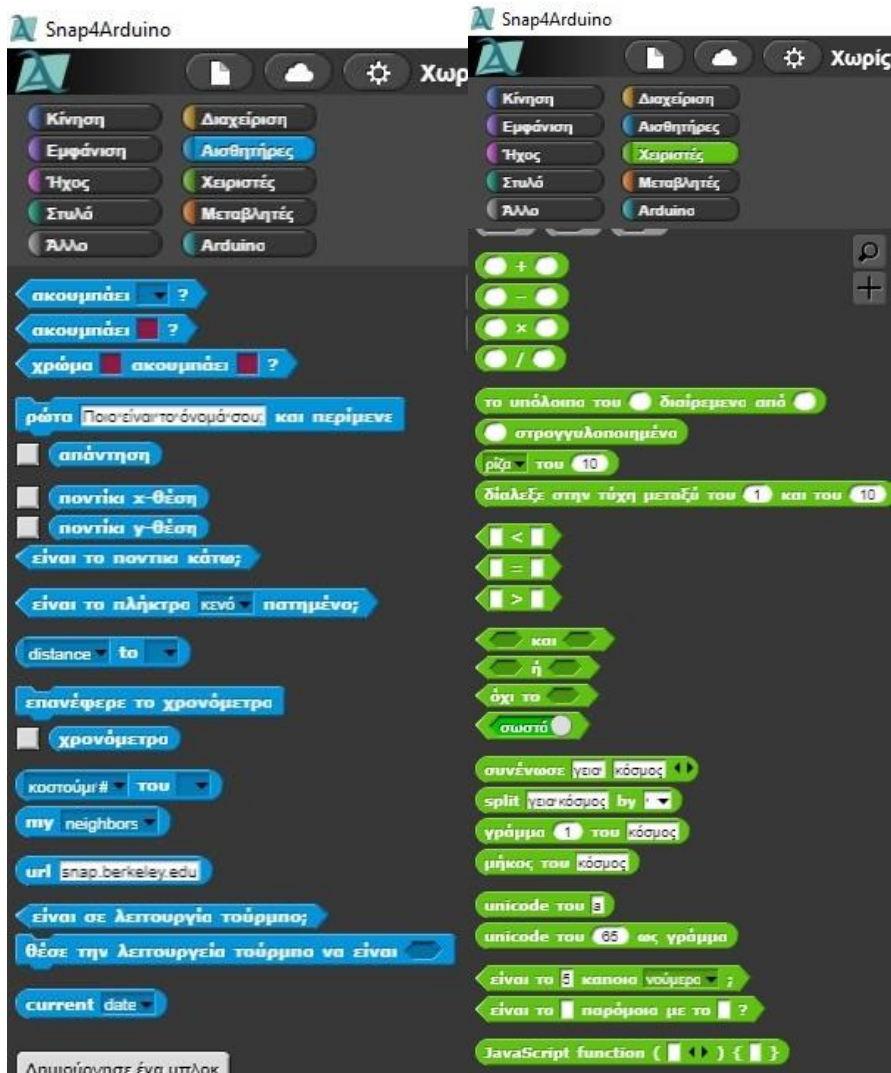 Snap4Arduino
Χωρ
Κίνηση Διαχείριση
Εμφάνιση Αισθητήρες
Ήχος Χειριστές
Στυλό Μεταβλητές
Άλλο Arduino
ακουμπάει ?
ακουμπάει ?
χρώμα ακουμπάει ?
ρώτα Ποιο είναι το όνομά σου; και περίμενε
απάντηση
ποντίκι x-θέση
ποντίκι y-θέση
είναι το ποντικι κάτω;
είναι το πλήκτρο κενό πατημένο;
distance to
επανέφερε το χρονόμετρο
χρονόμετρο
κοστούμι # του
my neighbors
url snap.berkeley.edu
είναι σε λειτουργία τούρμπο;
θέσε την λειτουργεία τούρμπο να είναι
current date
Δημιούργησε ένα μπλοκ
Snap4Arduino
Χωρίς
Κίνηση Διαχείριση
Εμφάνιση Αισθητήρες
Ήχος Χειριστές
Στυλό Μεταβλητές
Άλλο Arduino
+
−
×
/
το υπόλοιπο του διαίρεμενο από
στρογγυλοποιημένο
ρίζα του 10
διάλεξε στην τύχη μεταξύ του 1 και του 10
<
=
>
και
ή
όχι το
σωστό
συνένωσε γεια κόσμος
split γεια κόσμος by
γράμμα 1 του κόσμος
μήκος του κόσμος
unicode του a
unicode του 65 ως γράμμα
είναι το 5 κάποιο νούμερο ;
είναι το παρόμοιο με το ?
JavaScript function ( ) { }